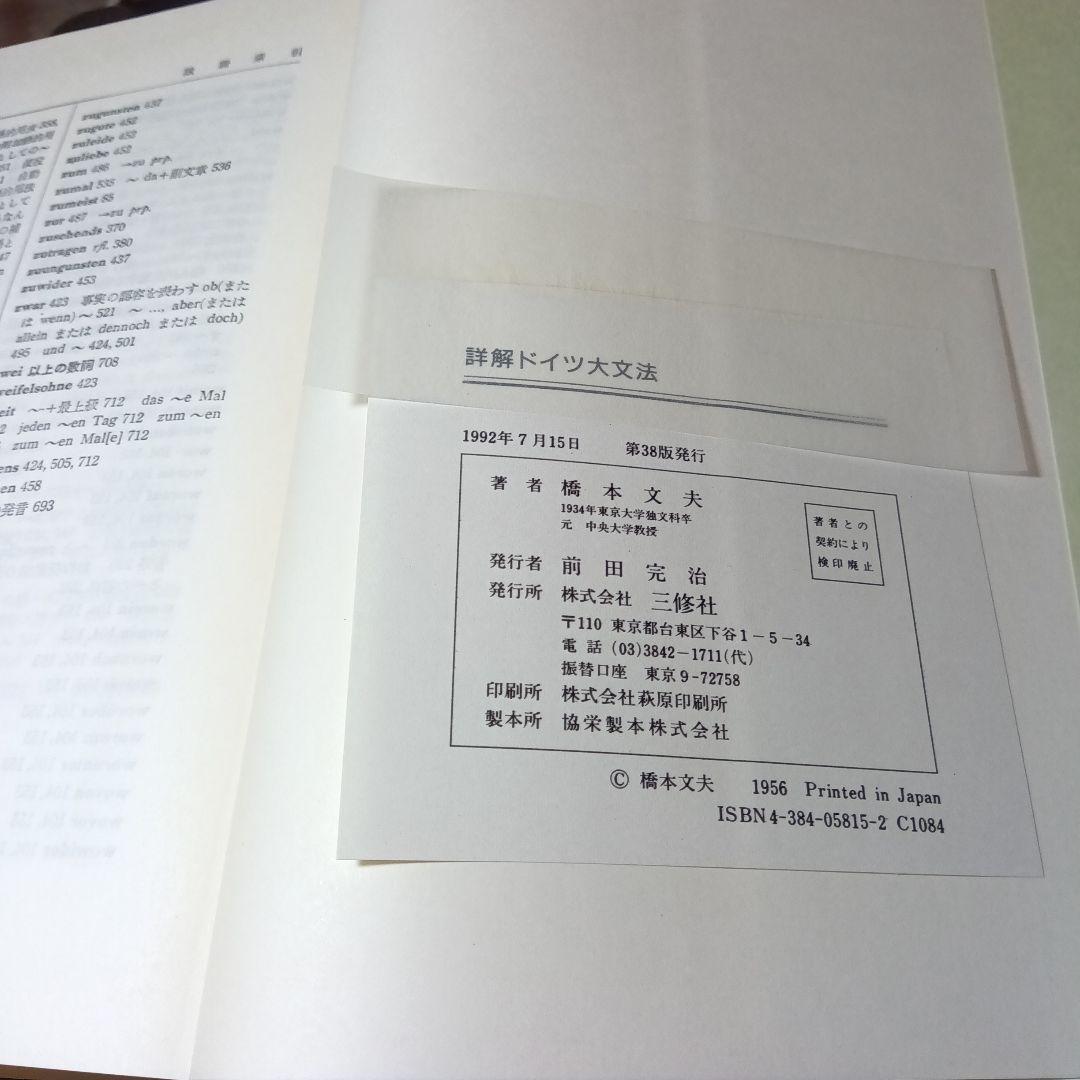 独語索引
zugunsten 437
zugute 452
zuleide 452
zuliebe 452
zum 486 →zu prp.
zumal 535 ～ da+副文章 536
zumeist 85
zur 487 →zu prp.
zusehends 370
zutragen rfl. 380
zuungunsten 437
zuwider 453
zwar 423 事実の認容を表わす ob(また
は wenn)～ 521 ～ …, aber(または
allein または dennoch または doch)
495 und ～ 424, 501
zwei 以上の数詞 708
weifelsohne 423
eit ～-+最上級 712 das ～e Mal
2 jeden ～en Tag 712 zum ～en
zum ～en Mal[e] 712
ens 424, 505, 712
en 458
発音 693
詳解ドイツ大文法
1992年7月15日 第38版発行
著者 橋本文夫
1934年東京大学独文科卒
元 中央大学教授
著者との
契約により
検印廃止
発行者 前田完治
発行所 株式会社 三修社
〒110 東京都台東区下谷1-5-34
電話 (03)3842-1711(代)
振替口座 東京9-72758
印刷所 株式会社萩原印刷所
製本所 協栄製本株式会社
© 橋本文夫 1956 Printed in Japan
ISBN4-384-05815-2 C1084